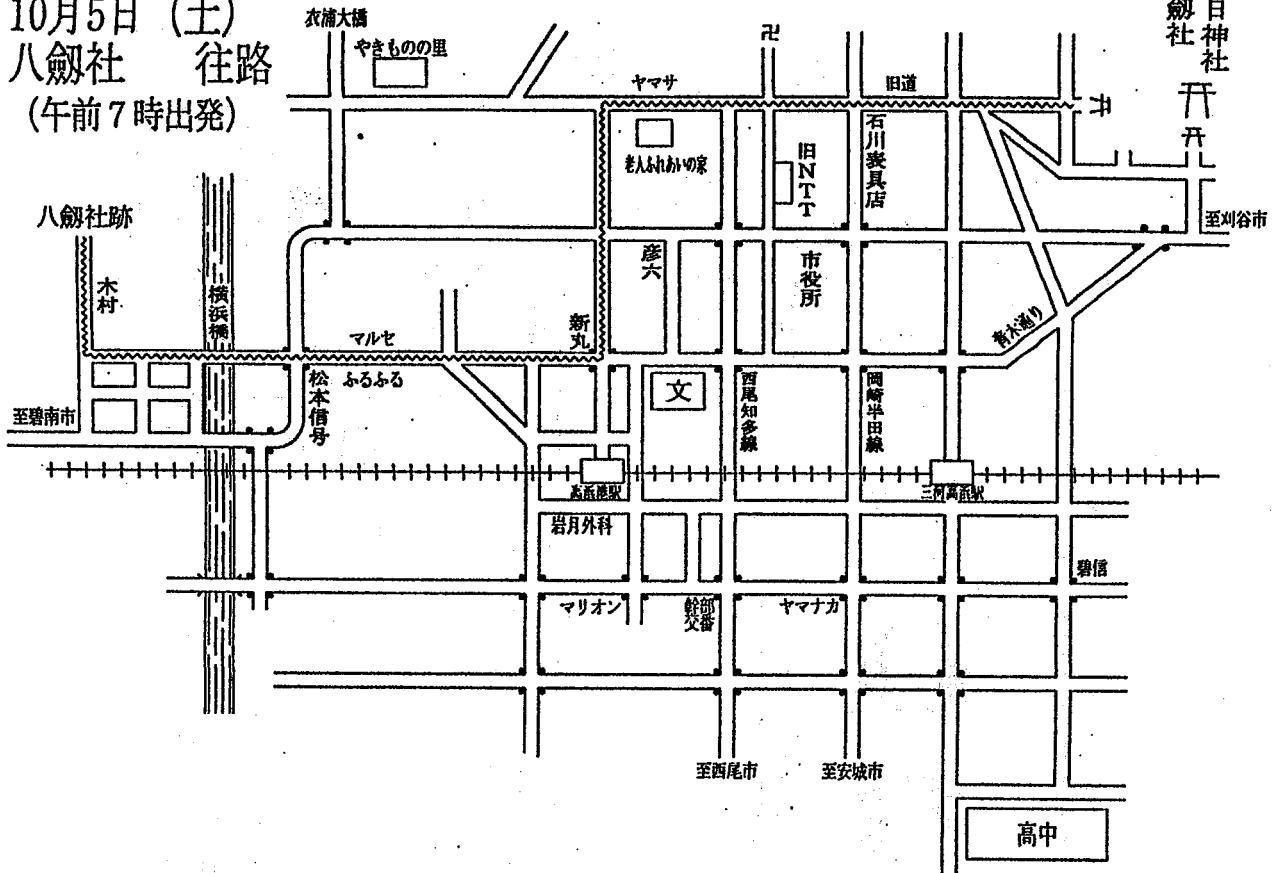 10月5日 (土)
八劔社 往路
(午前7時出発)
衣浦大橋
やきものの里
ヤマサ
卍
旧道
日神社
劔社
石川表具店
旧NTT
老人ふれあいの家
至刈谷市
八劔社跡
木村
横浜橋
彦六
市役所
新丸
マルセ
青木通り
ふるふる
松本信号
文
西尾知多線
岡崎半田線
至碧南市
高浜港駅
三河高浜駅
岩月外科
碧信
マリオン
幹部交番
ヤマナカ
至西尾市
至安城市
高中